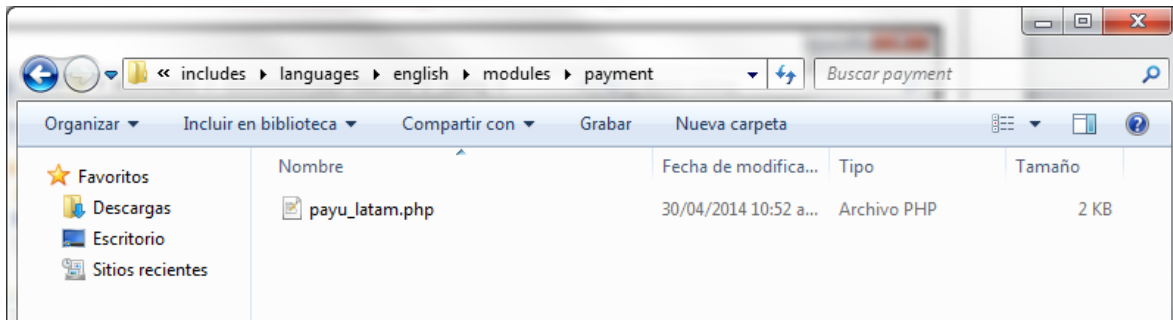 « includes ▸ languages ▸ english ▸ modules ▸ payment Buscar payment
Organizar Incluir en biblioteca Compartir con Grabar Nueva carpeta
Favoritos Nombre Fecha de modifica... Tipo Tamaño
Descargas payu_latam.php 30/04/2014 10:52 a... Archivo PHP 2 KB
Escritorio
Sitios recientes